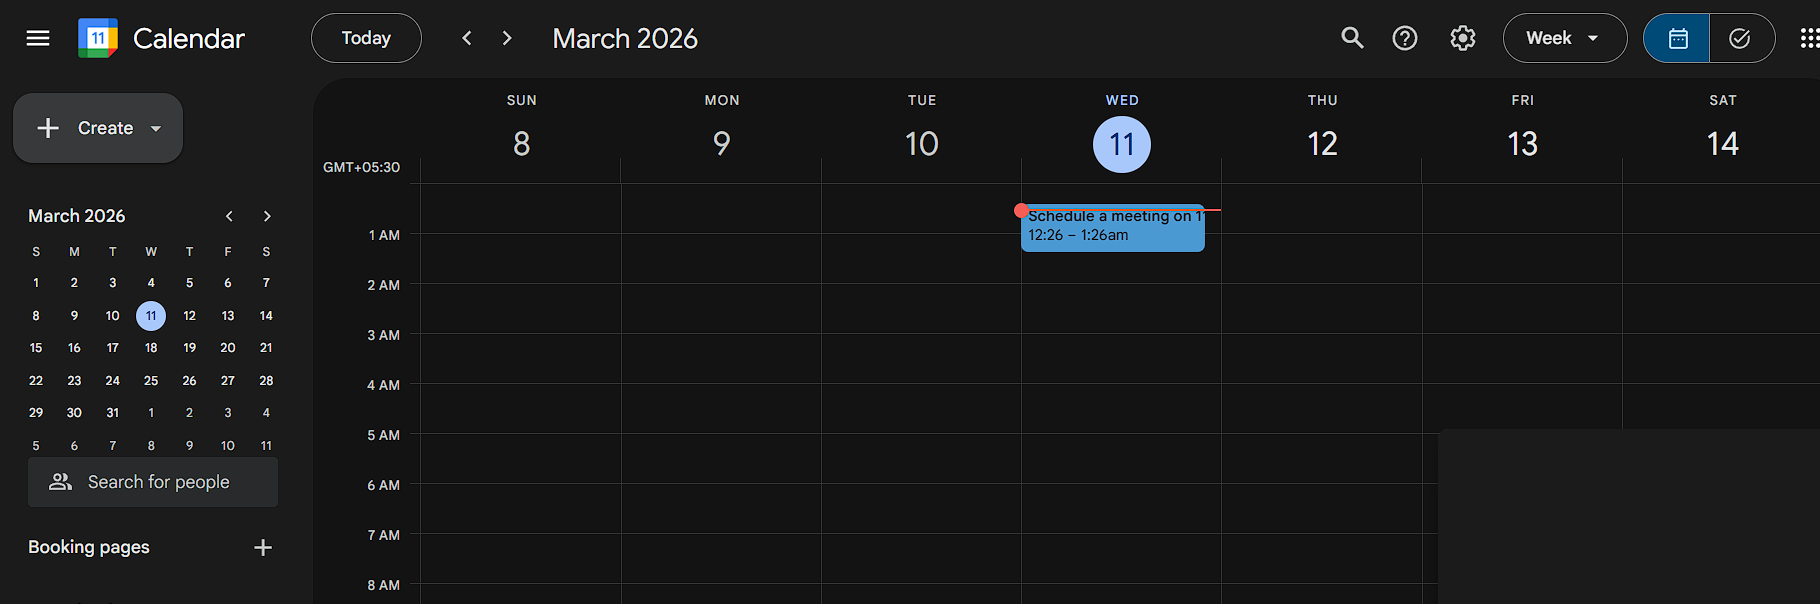 11 Calendar Today March 2026 Week
Create
SUN MON TUE WED THU FRI SAT
8 9 10 11 12 13 14
GMT+05:30
March 2026
S M T W T F S
1 2 3 4 5 6 7
8 9 10 11 12 13 14
15 16 17 18 19 20 21
22 23 24 25 26 27 28
29 30 31 1 2 3 4
5 6 7 8 9 10 11
Search for people
Booking pages
Schedule a meeting on
12:26 – 1:26am
1 AM
2 AM
3 AM
4 AM
5 AM
6 AM
7 AM
8 AM